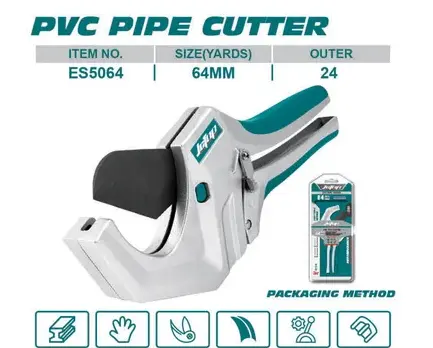 PVC PIPE CUTTER
ITEM NO. SIZE(YARDS) OUTER
ES5064 64MM 24
PACKAGING METHOD